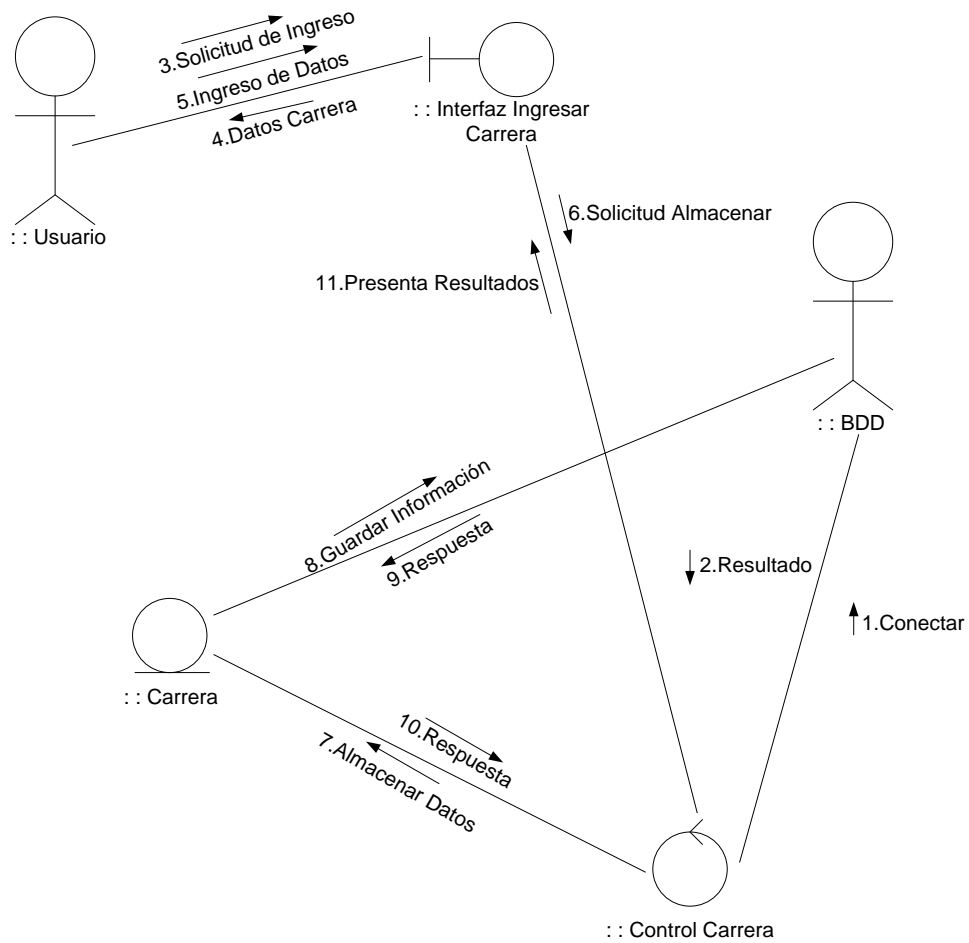 3.Solicitud de Ingreso
5.Ingreso de Datos
4.Datos Carrera
: : Interfaz Ingresar
Carrera
: : Usuario
6.Solicitud Almacenar
11.Presenta Resultados
: : BDD
8.Guardar Información
9.Respuesta
2.Resultado
1.Conectar
: : Carrera
10.Respuesta
7.Almacenar Datos
: : Control Carrera